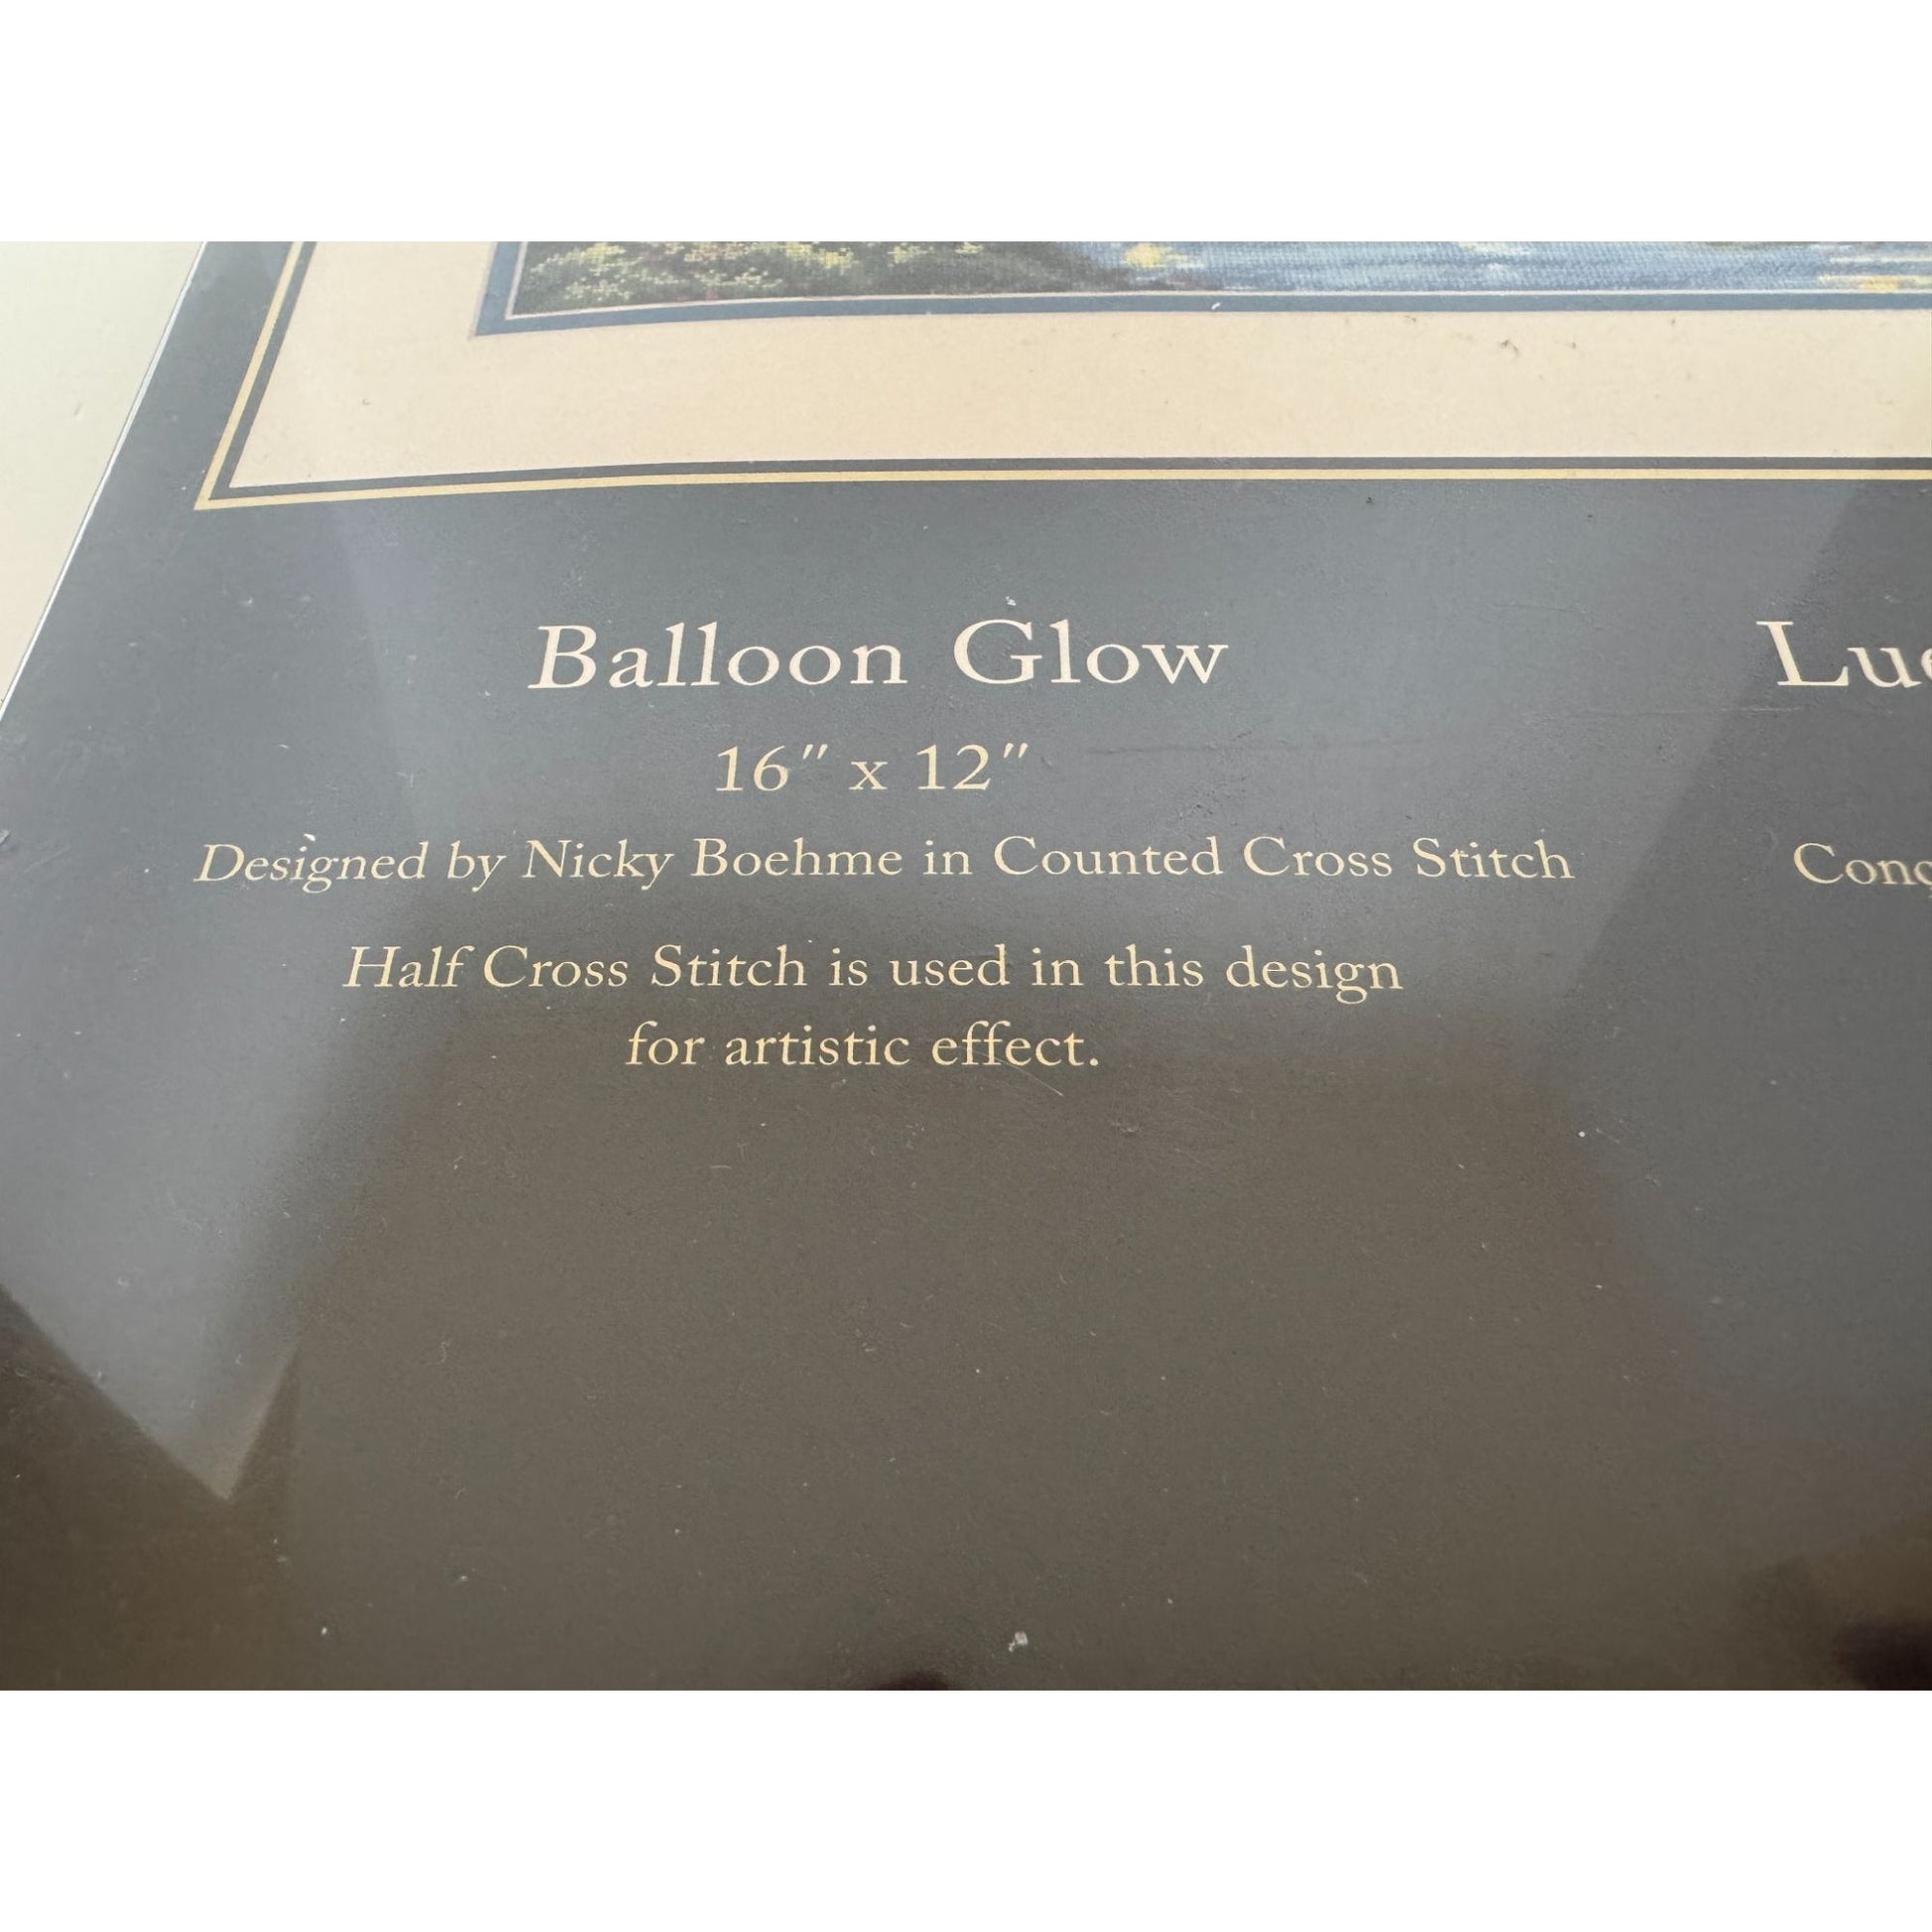 Balloon Glow
16" x 12"
Designed by Nicky Boehme in Counted Cross Stitch
Half Cross Stitch is used in this design
for artistic effect.